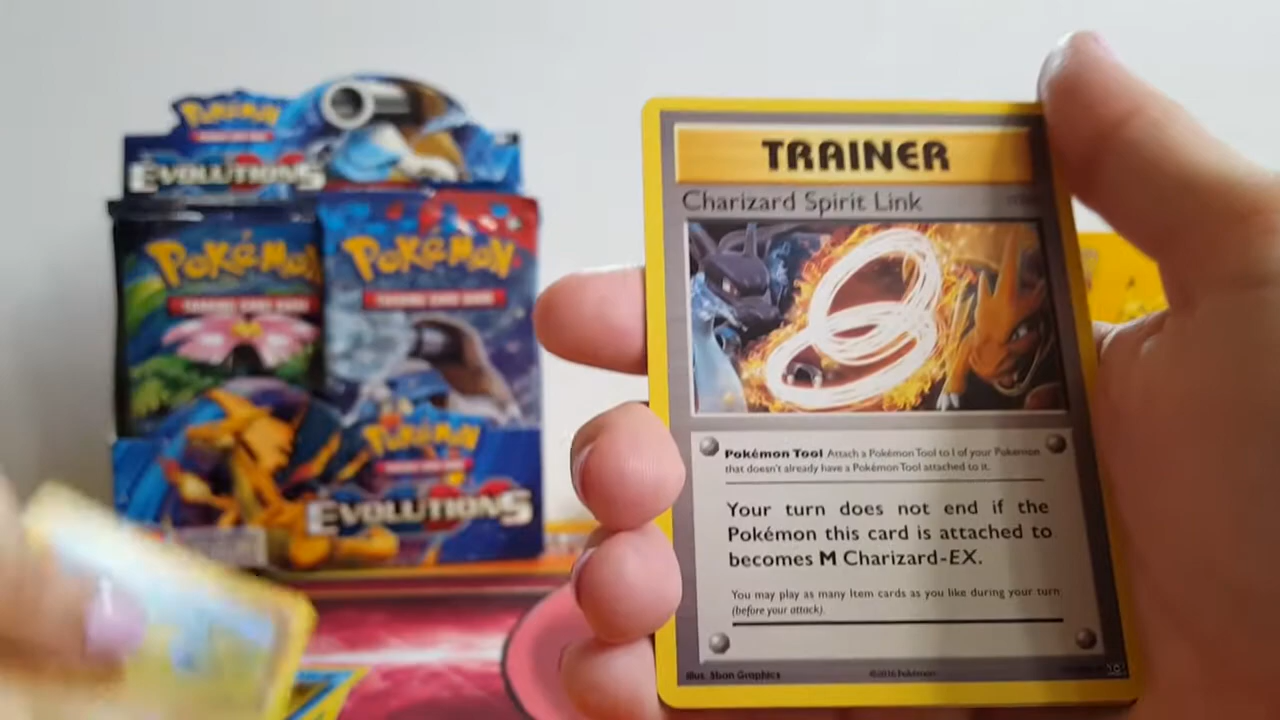 Pokémon
EVOLUTIONS
Pokémon
Pokémon
TRADING CARD GAME
Pokémon
EVOLUTIONS
TRAINER
Charizard Spirit Link
Pokémon Tool Attach a Pokémon Tool to 1 of your Pokémon
that doesn't already have a Pokémon Tool attached to it.
Your turn does not end if the
Pokémon this card is attached to
becomes M Charizard-EX.
You may play as many Item cards as you like during your turn
(before your attack).
Illus. 5ban Graphics
©2016 Pokémon